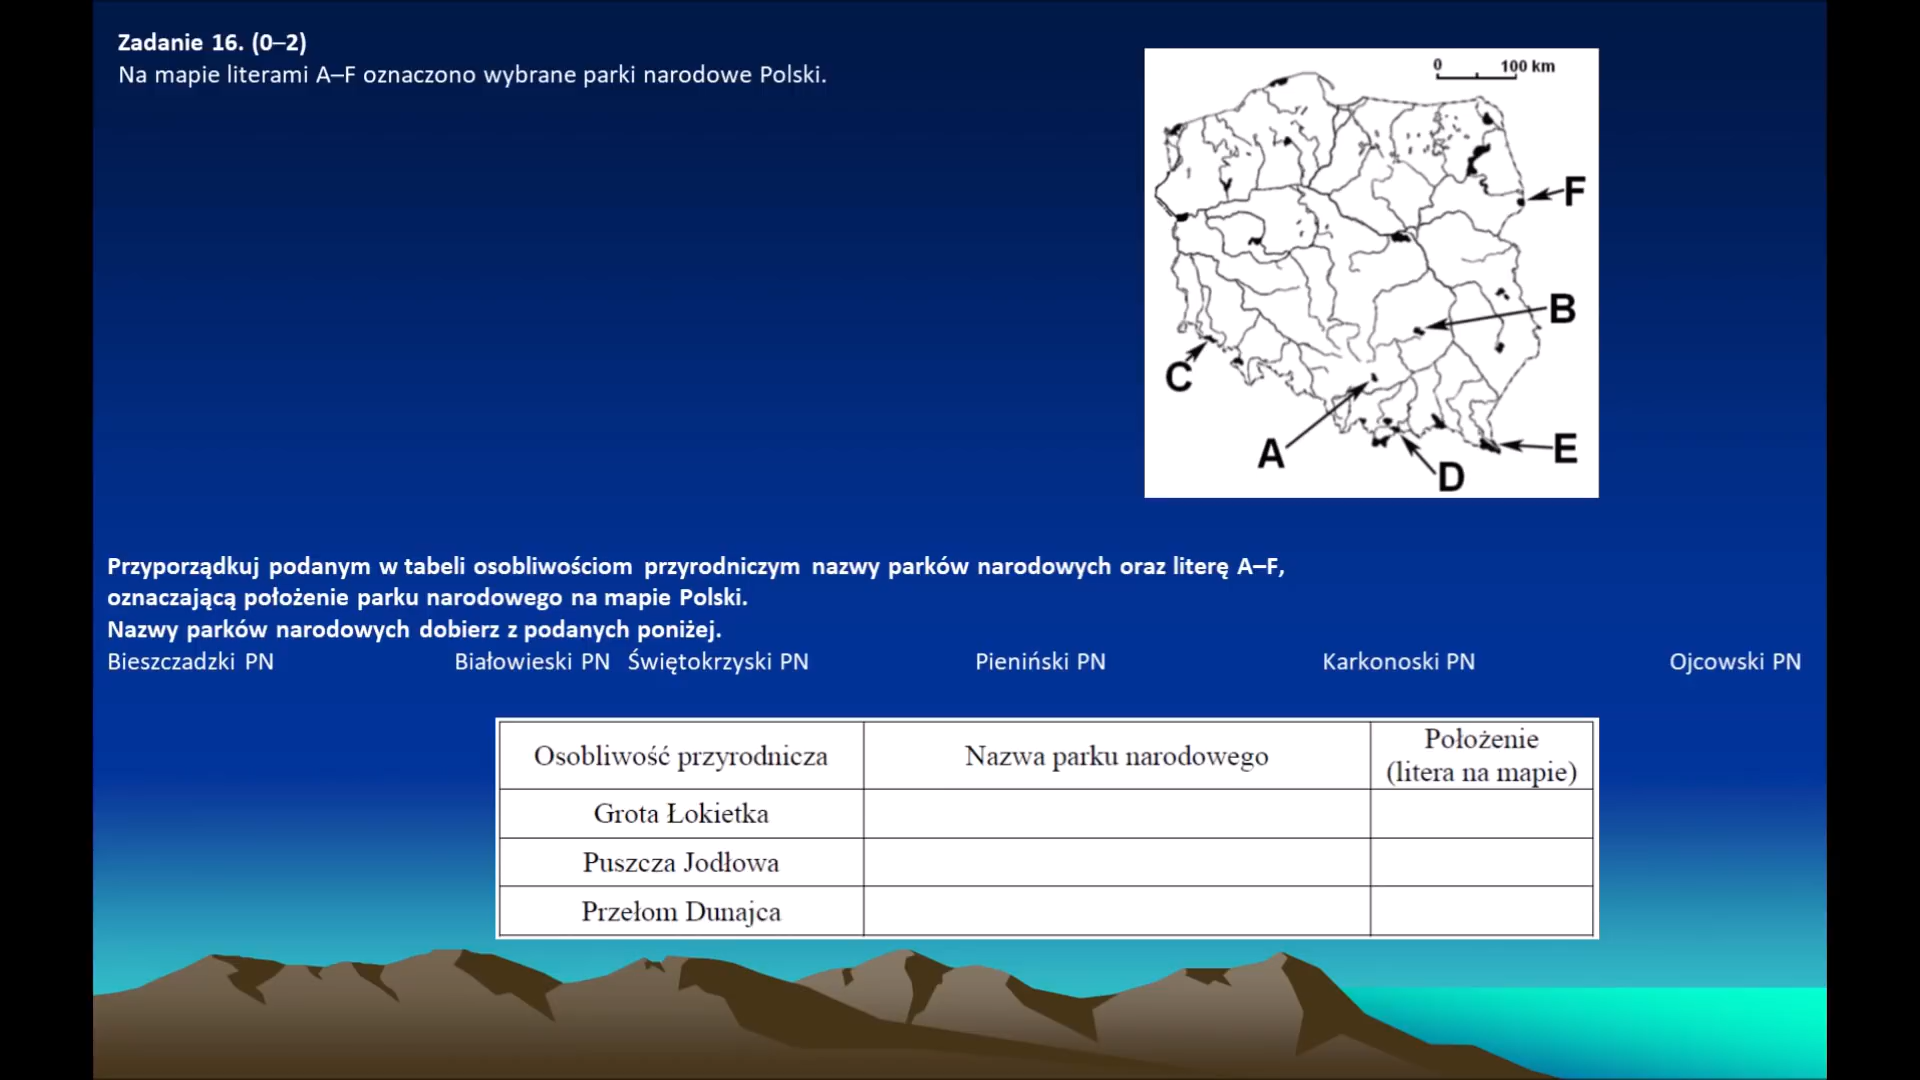 Zadanie 16. (0–2)
Na mapie literami A–F oznaczono wybrane parki narodowe Polski.
0 100 km
F
B
C
A
D
E
Przyporządkuj podanym w tabeli osobliwościom przyrodniczym nazwy parków narodowych oraz literę A–F,
oznaczającą położenie parku narodowego na mapie Polski.
Nazwy parków narodowych dobierz z podanych poniżej.
Bieszczadzki PN Białowieski PN Świętokrzyski PN Pieniński PN Karkonoski PN Ojcowski PN
Osobliwość przyrodnicza Nazwa parku narodowego Położenie
(litera na mapie)
Grota Łokietka
Puszcza Jodłowa
Przełom Dunajca